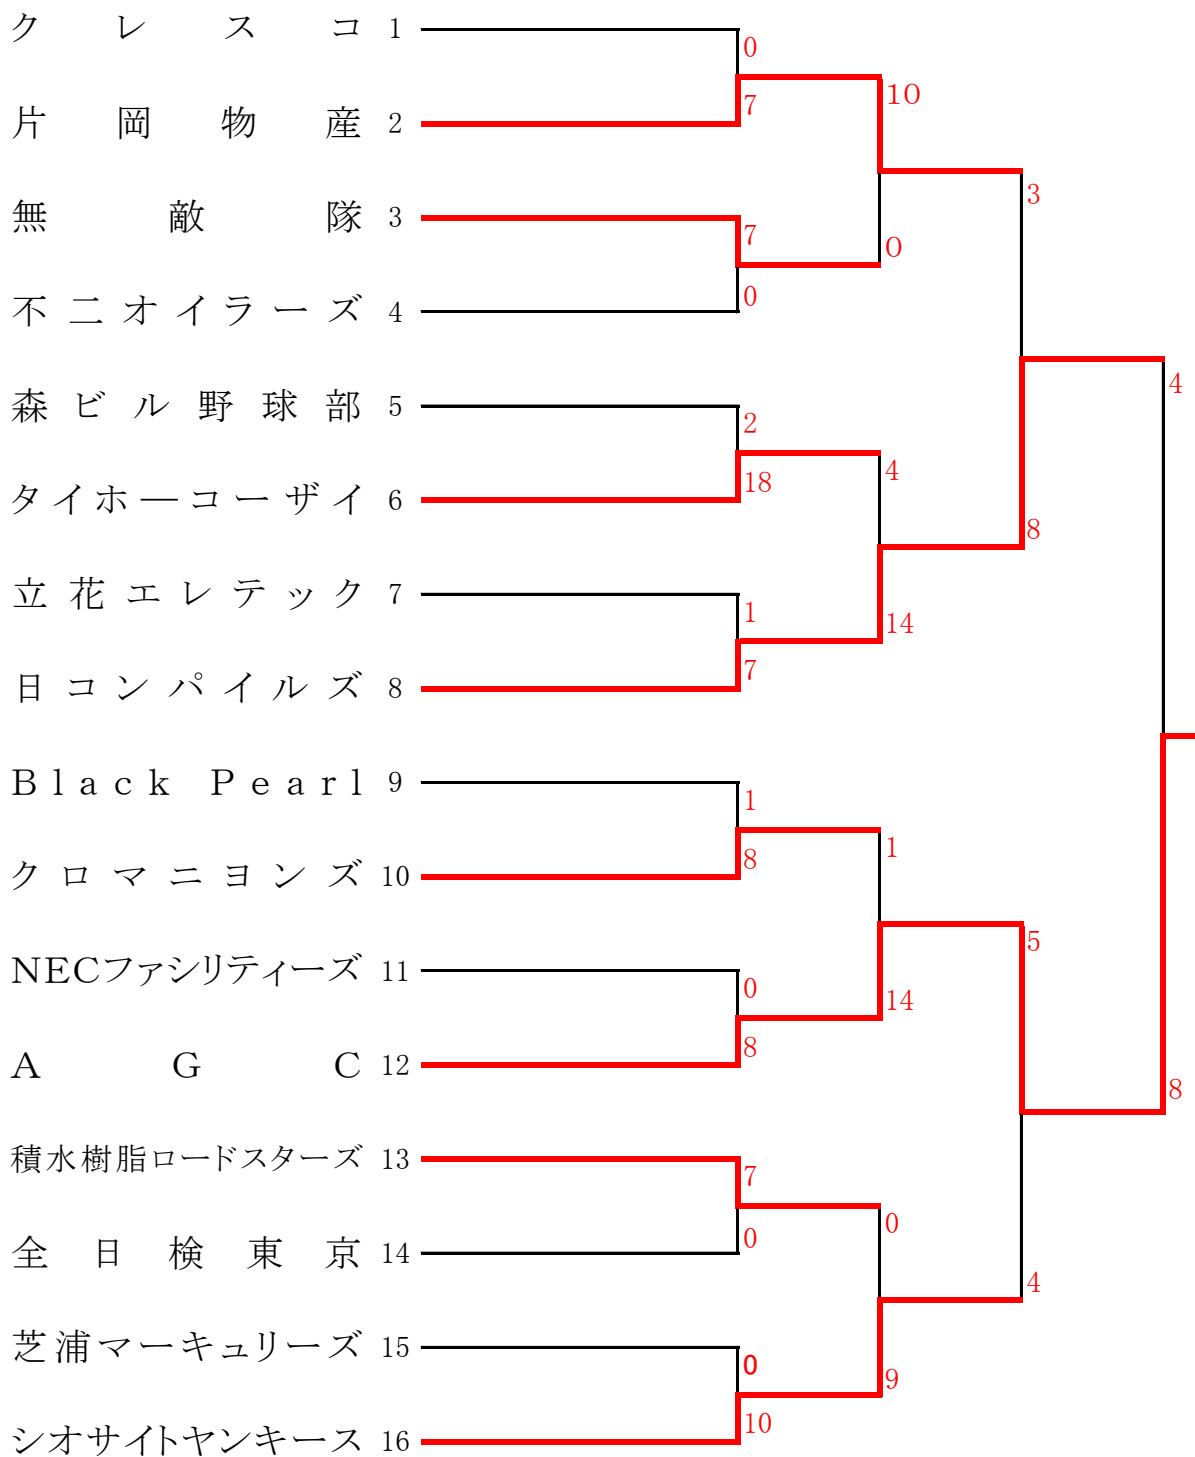 クレスコ 1
0
片岡物産 2
7
10
無敵隊 3
7
0
3
不二オイラーズ 4
0
森ビル野球部 5
2
4
タイホーコーザイ 6
18
4
8
立花エレテック 7
1
14
日コンパイルズ 8
7
Black Pearl 9
1
クロマニヨンズ 10
8
1
NECファシリティーズ 11
0
14
5
AGC 12
8
8
積水樹脂ロードスターズ 13
7
0
全日検東京 14
0
4
芝浦マーキュリーズ 15
0
9
シオサイトヤンキース 16
10